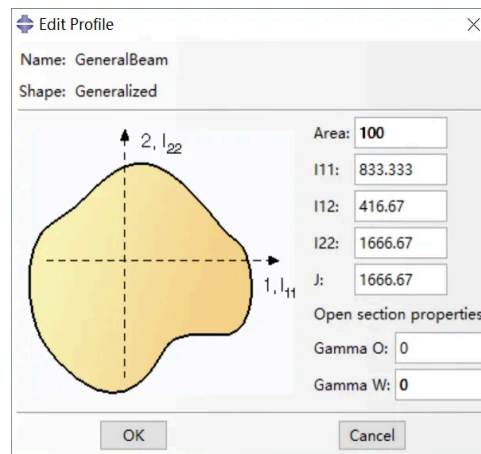 Edit Profile
Name: GeneralBeam
Shape: Generalized
2, I22
1, I11
Area: 100
I11: 833.333
I12: 416.67
I22: 1666.67
J: 1666.67
Open section properties
Gamma O: 0
Gamma W: 0
OK Cancel